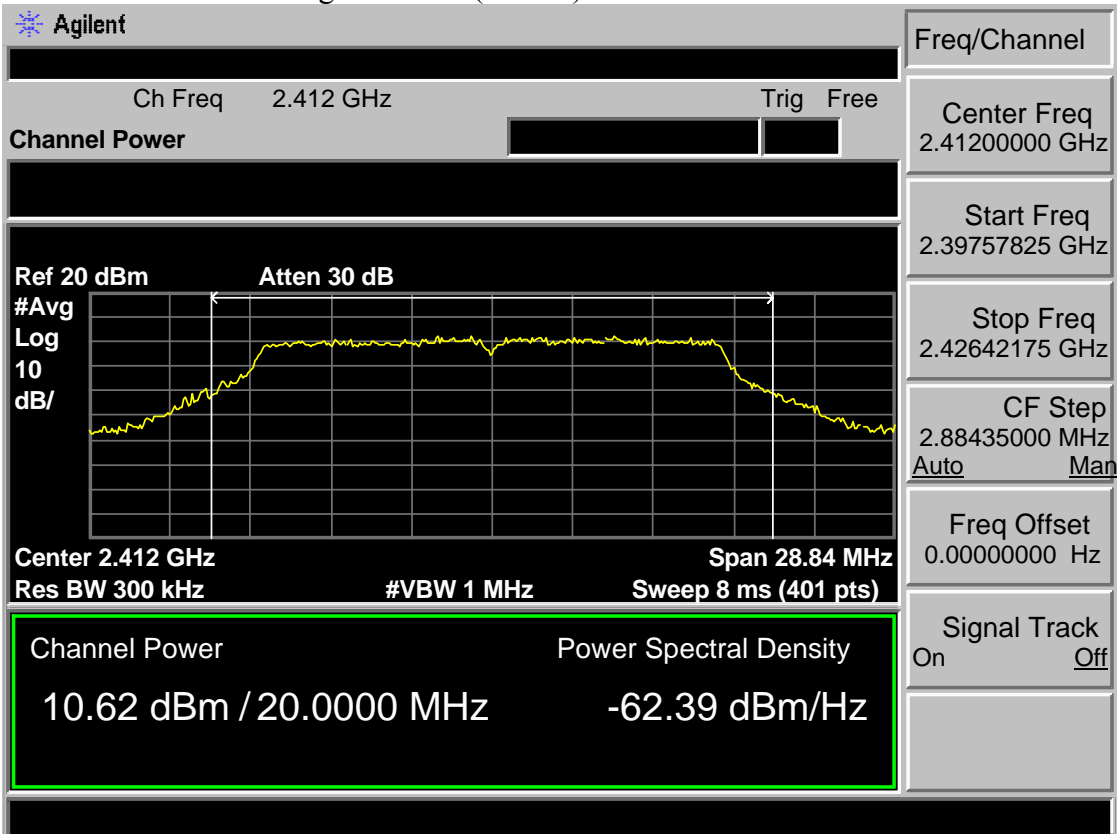 Agilent
Freq/Channel
Ch Freq 2.412 GHz Trig Free
Channel Power
Center Freq
2.41200000 GHz
Start Freq
2.39757825 GHz
Stop Freq
2.42642175 GHz
CF Step
2.88435000 MHz
Auto Man
Freq Offset
0.00000000 Hz
Signal Track
On Off
Ref 20 dBm Atten 30 dB
#Avg
Log
10
dB/
Center 2.412 GHz Span 28.84 MHz
Res BW 300 kHz #VBW 1 MHz Sweep 8 ms (401 pts)
Channel Power Power Spectral Density
10.62 dBm / 20.0000 MHz -62.39 dBm/Hz